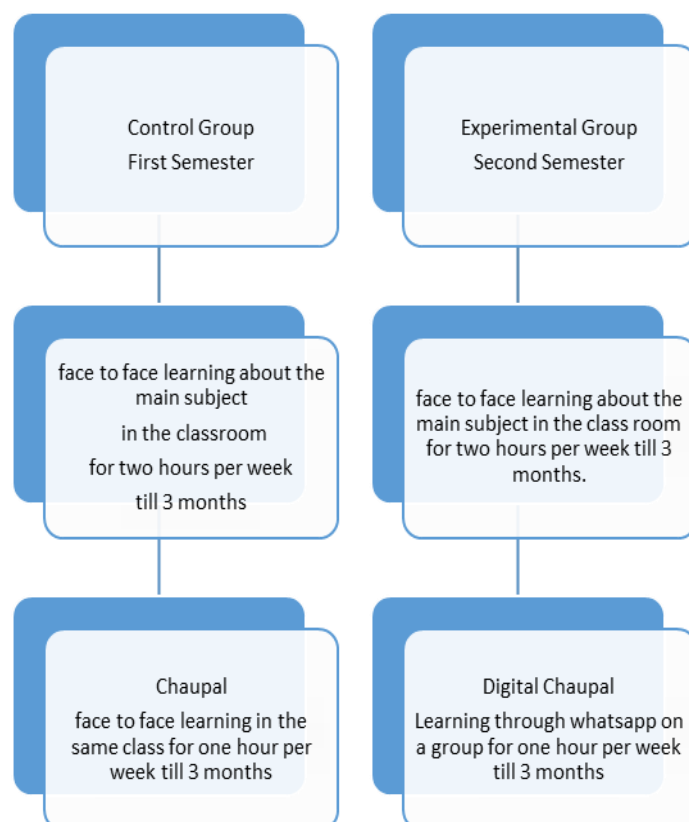 Control Group
First Semester
Experimental Group
Second Semester
face to face learning about the
main subject
in the classroom
for two hours per week
till 3 months
face to face learning about the
main subject in the class room
for two hours per week till 3
months.
Chaupal
face to face learning in the
same class for one hour per
week till 3 months
Digital Chaupal
Learning through whatsapp on
a group for one hour per week
till 3 months